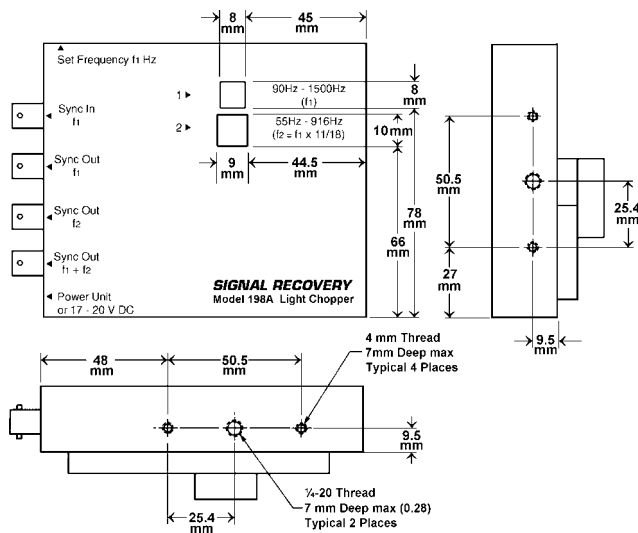 8
mm
45
mm
Set Frequency f1 Hz
1
90Hz - 1500Hz
(f1)
8
mm
Sync In
f1
2
55Hz - 916Hz
(f2 = f1 x 11/18)
10mm
Sync Out
f1
9
mm
44.5
mm
Sync Out
f2
66
mm
78
mm
Sync Out
f1 + f2
SIGNAL RECOVERY
Model 198A Light Chopper
Power Unit
or 17 - 20 V DC
50.5
mm
25.4
mm
27
mm
9.5
mm
48
mm
50.5
mm
4 mm Thread
7mm Deep max
Typical 4 Places
9.5
mm
¼-20 Thread
7 mm Deep max (0.28)
Typical 2 Places
25.4
mm